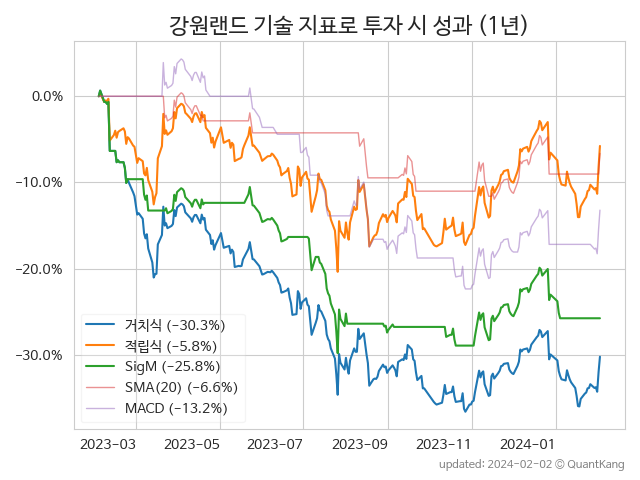 강원랜드 기술 지표로 투자 시 성과 (1년)
0.0%
−10.0%
−20.0%
−30.0%
거치식 (−30.3%)
적립식 (−5.8%)
SigM (−25.8%)
SMA(20) (−6.6%)
MACD (−13.2%)
2023−03 2023−05 2023−07 2023−09 2023−11 2024−01
updated: 2024-02-02 © QuantKang